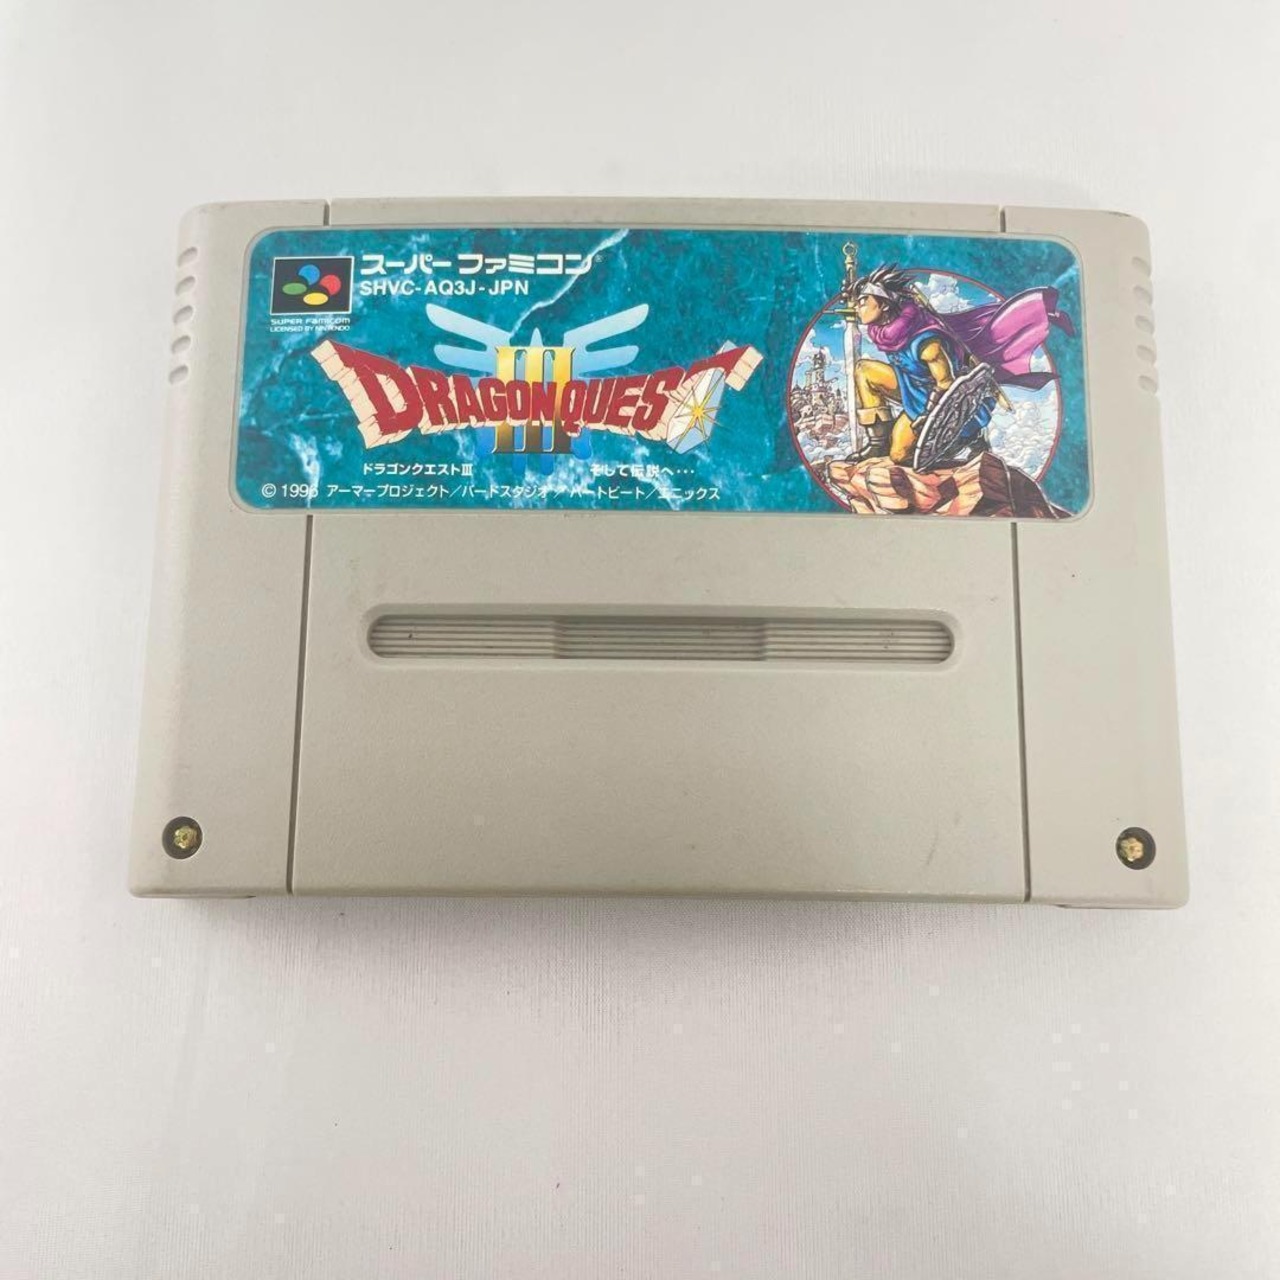 スーパーファミコン®
SHVC-AQ3J-JPN
SUPER FAMICOM
LICENSED BY NINTENDO
III
DRAGON QUEST
ドラゴンクエストIII そして伝説へ…
© 1996 アーマープロジェクト/バードスタジオ/ハートビート/エニックス